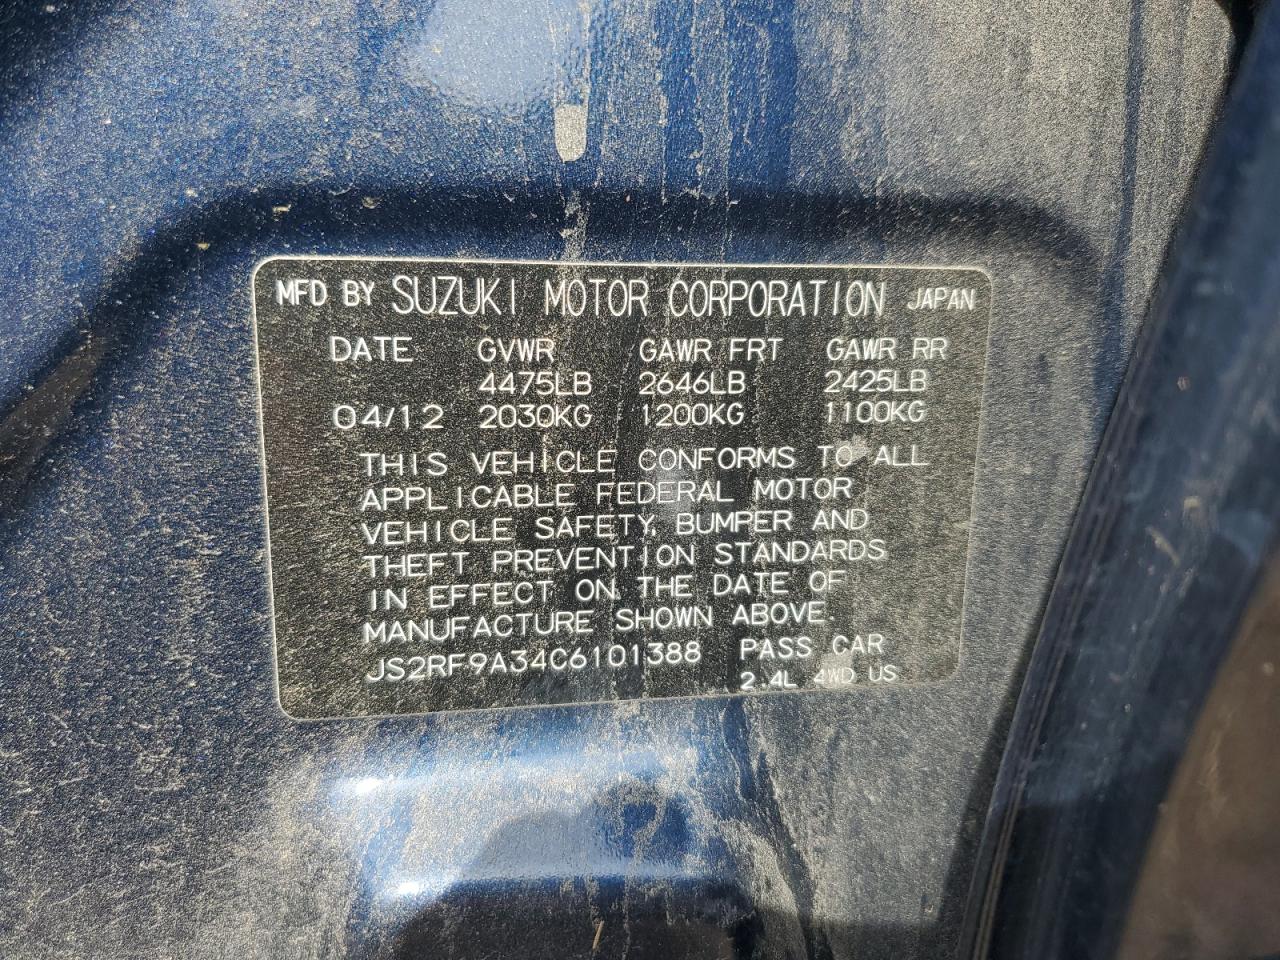 MFD BY SUZUKI MOTOR CORPORATION JAPAN
DATE GVWR GAWR FRT GAWR RR
4475LB 2646LB 2425LB
04/12 2030KG 1200KG 1100KG
THIS VEHICLE CONFORMS TO ALL
APPLICABLE FEDERAL MOTOR
VEHICLE SAFETY, BUMPER AND
THEFT PREVENTION STANDARDS
IN EFFECT ON THE DATE OF
MANUFACTURE SHOWN ABOVE.
JS2RF9A34C6101388 PASS CAR
2.4L 4WD US